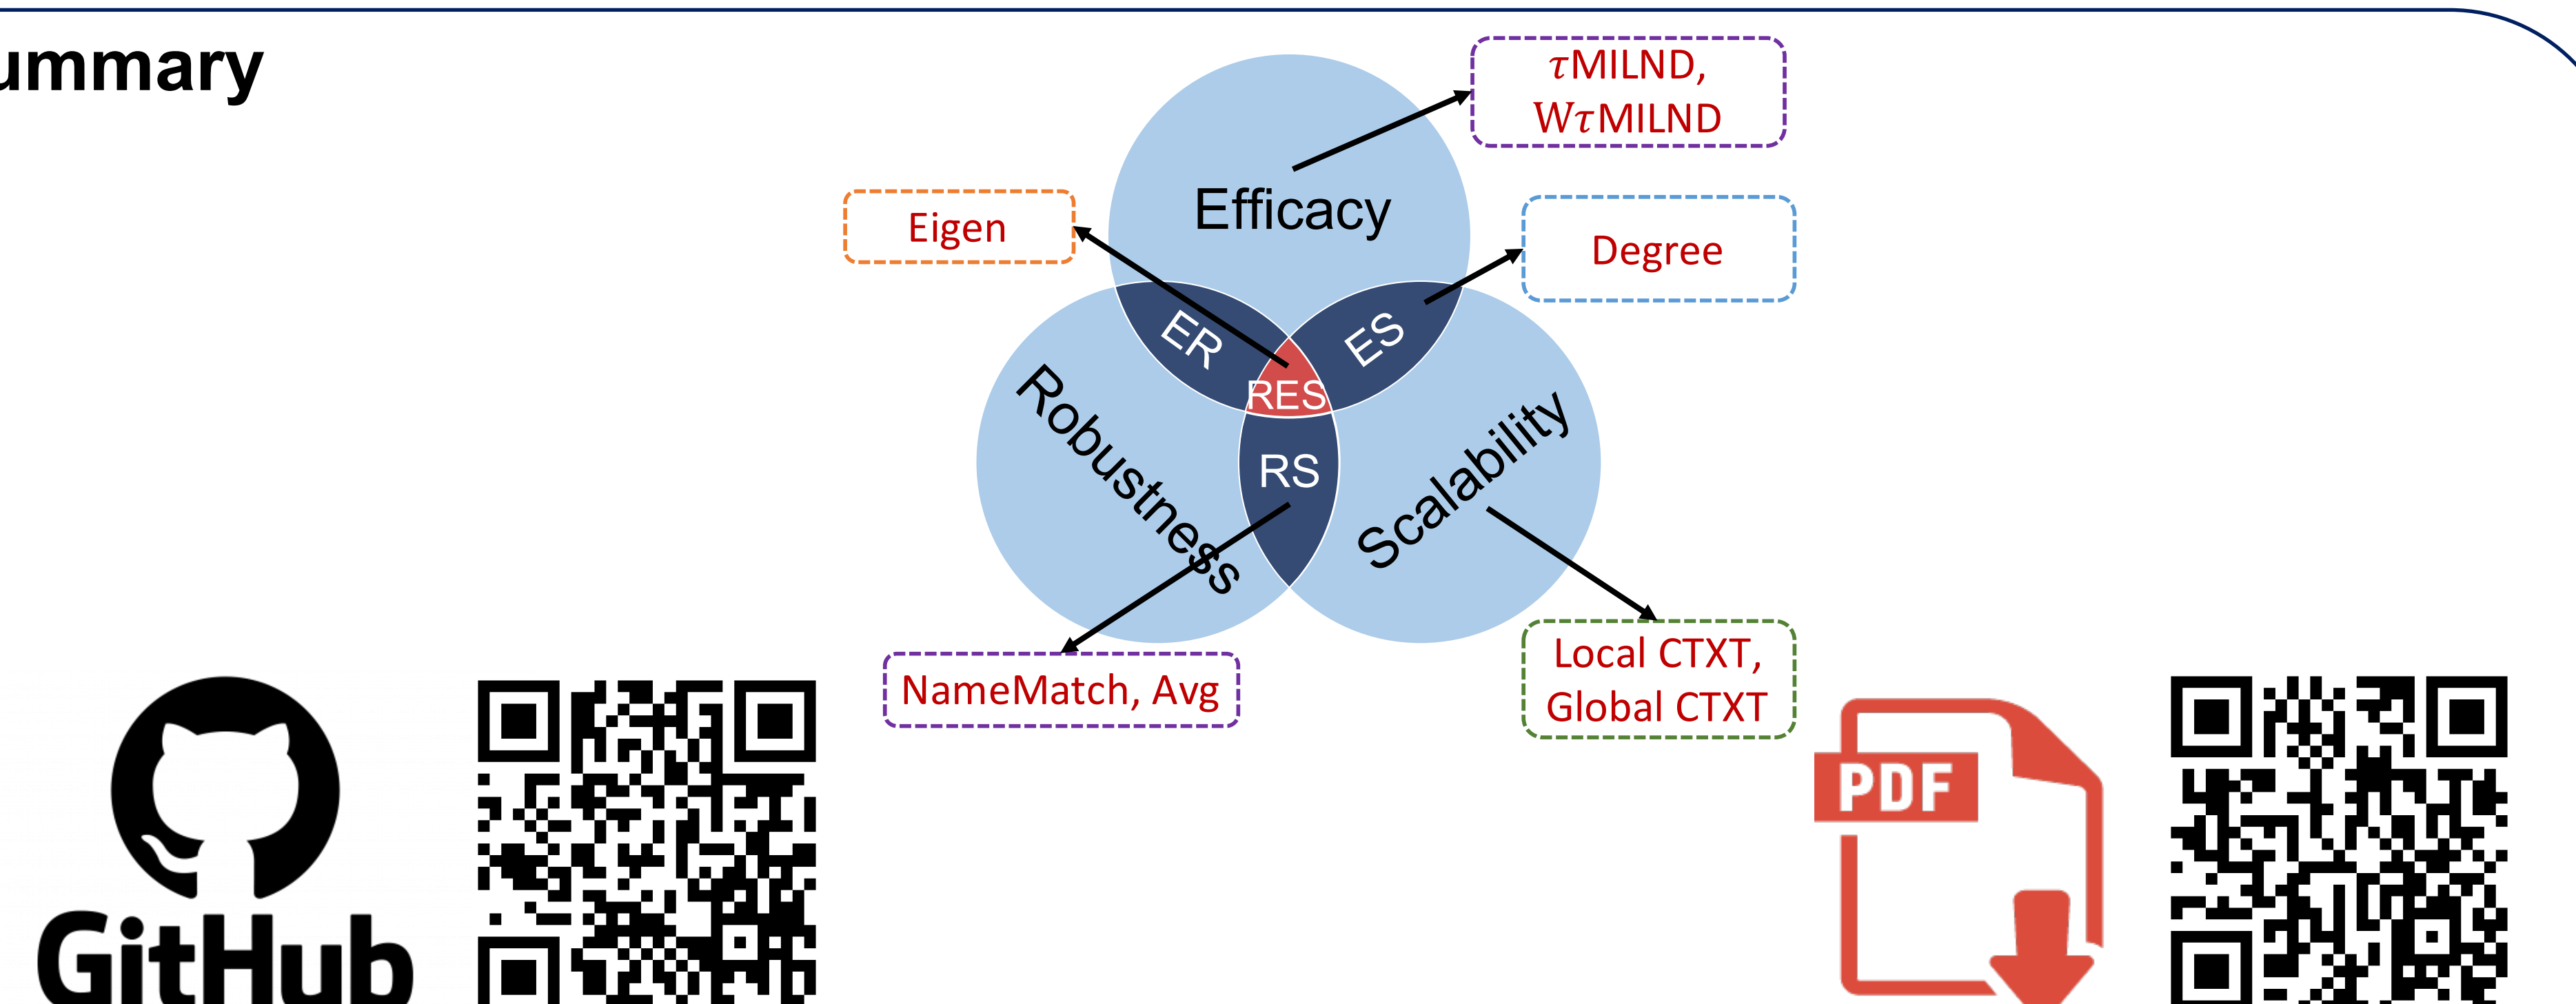 ummary
τMILND,
WτMILND
Efficacy
Eigen
Degree
ER
ES
RES
Robustness
RS
Scalability
Local CTXT,
Global CTXT
NameMatch, Avg
PDF
GitHub